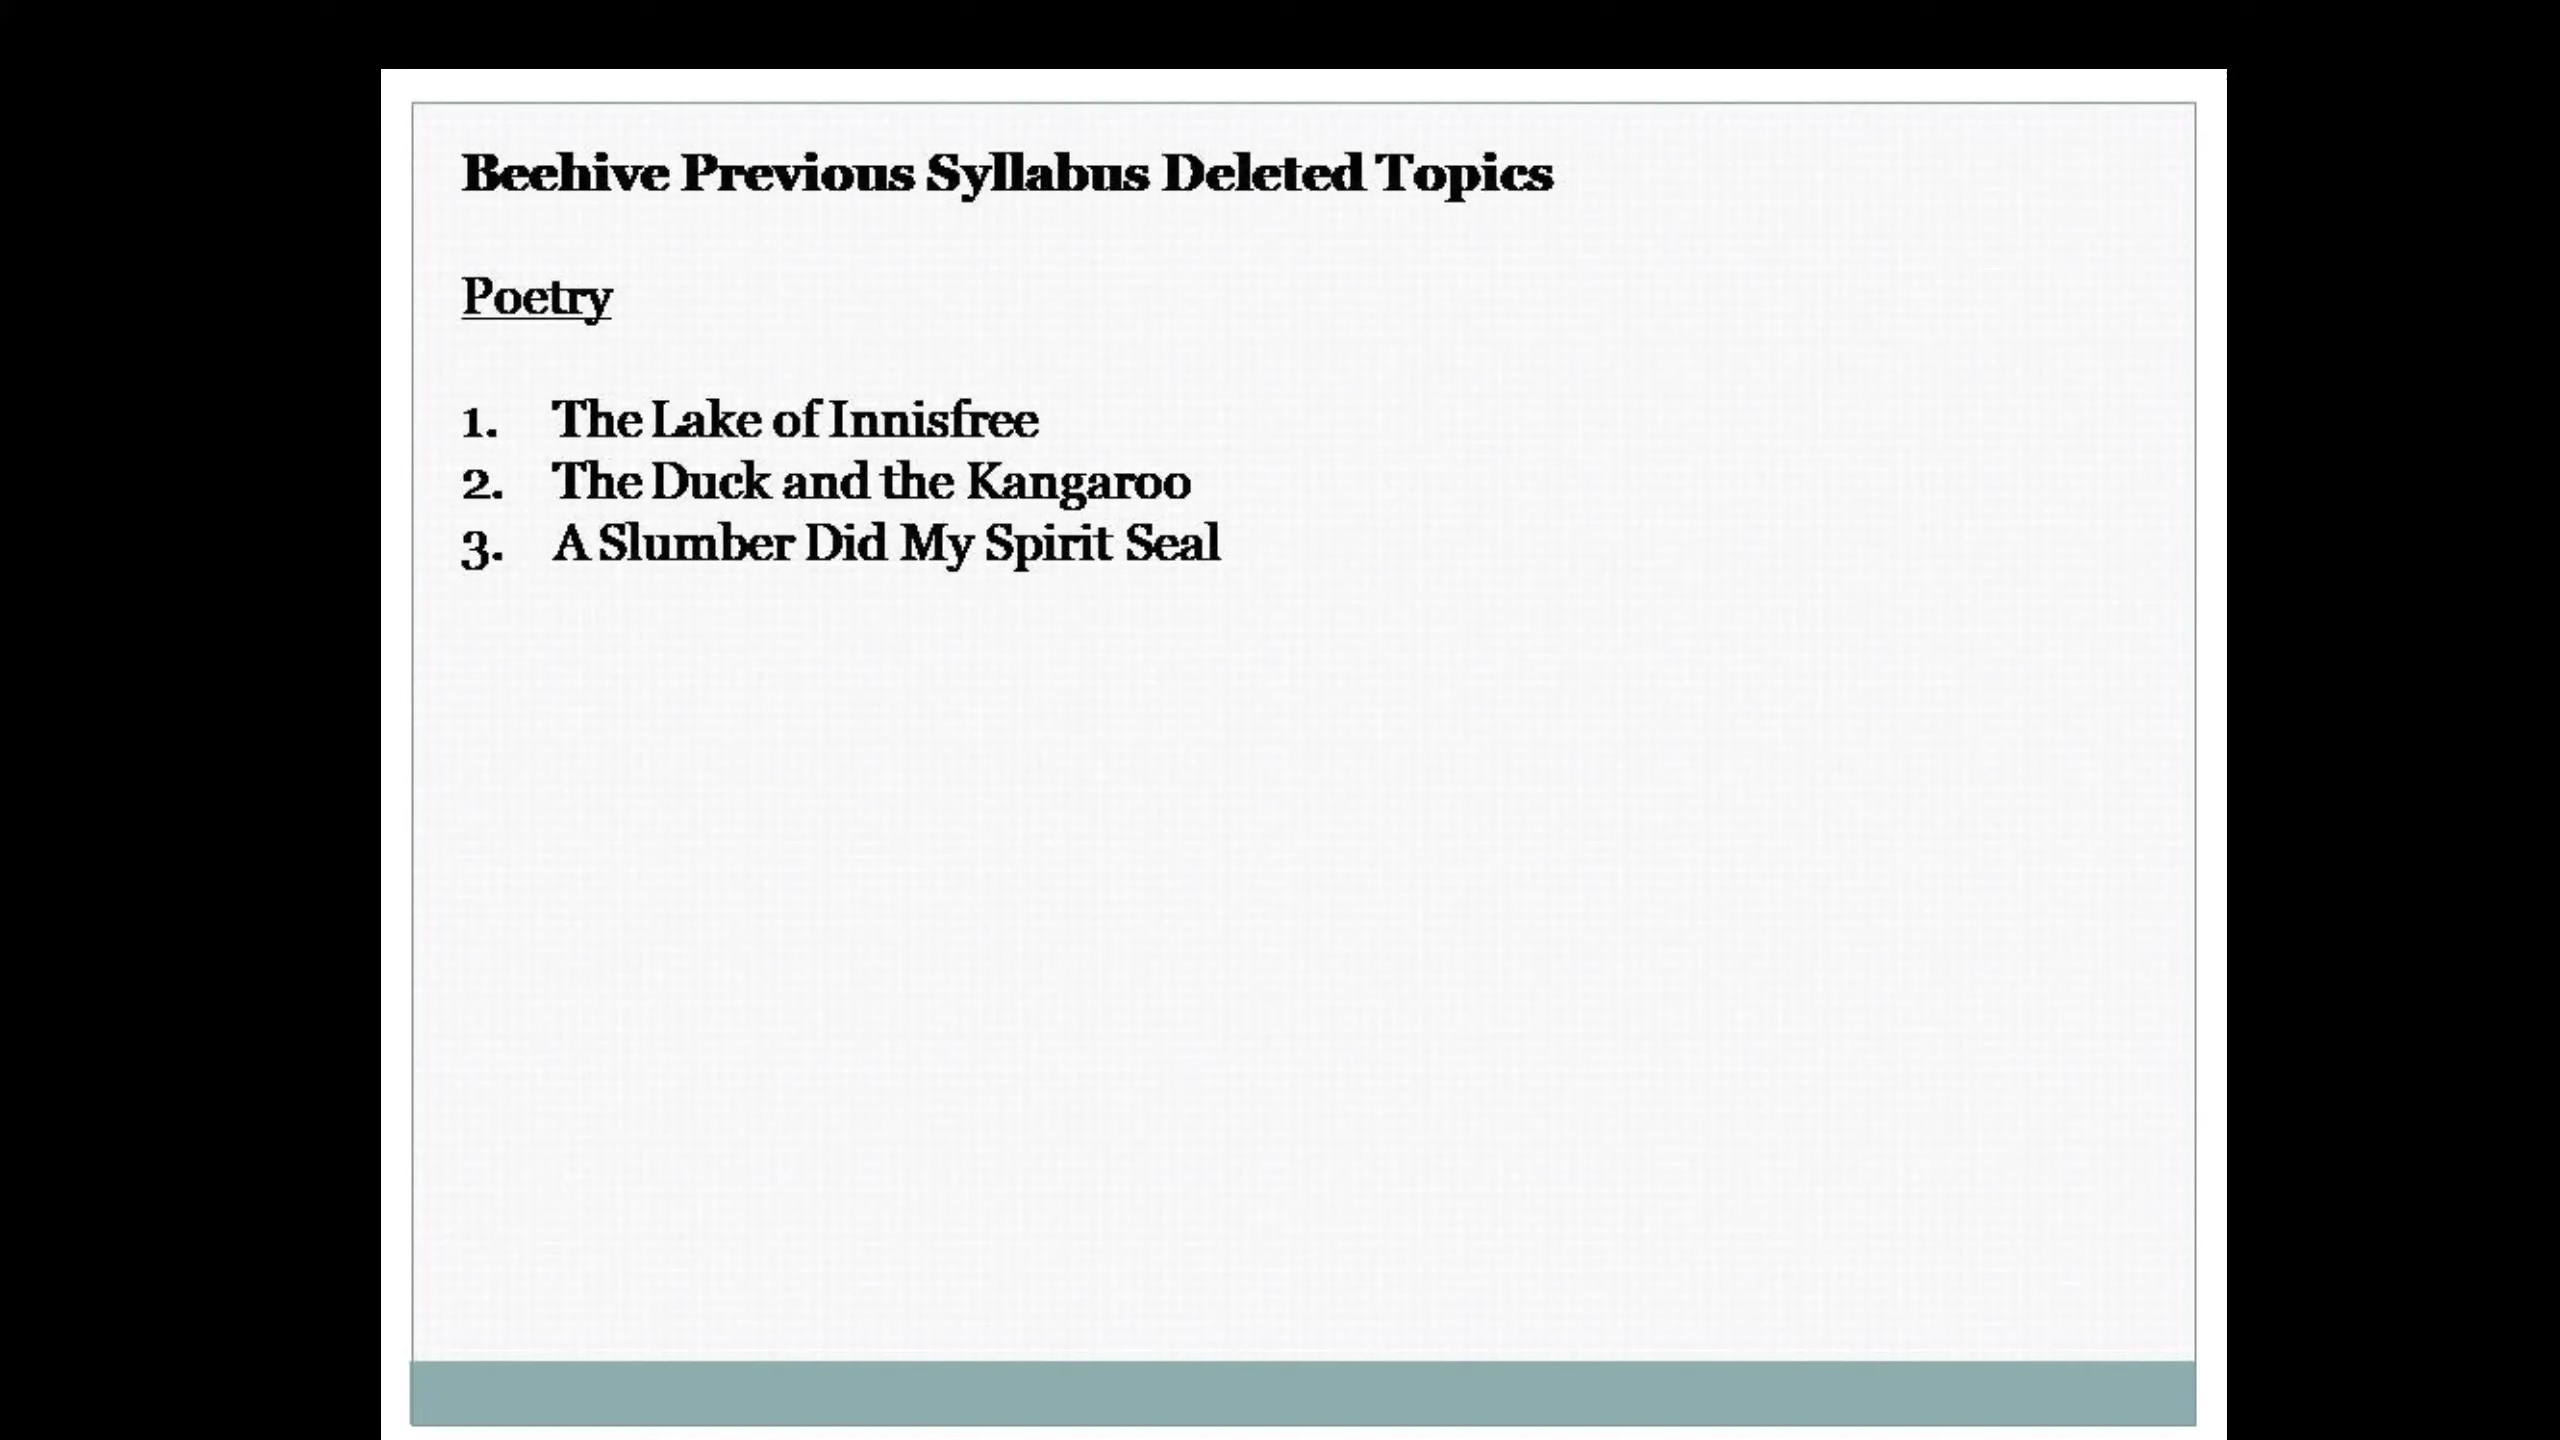 Beehive Previous Syllabus Deleted Topics
Poetry
1. The Lake of Innisfree
2. The Duck and the Kangaroo
3. A Slumber Did My Spirit Seal